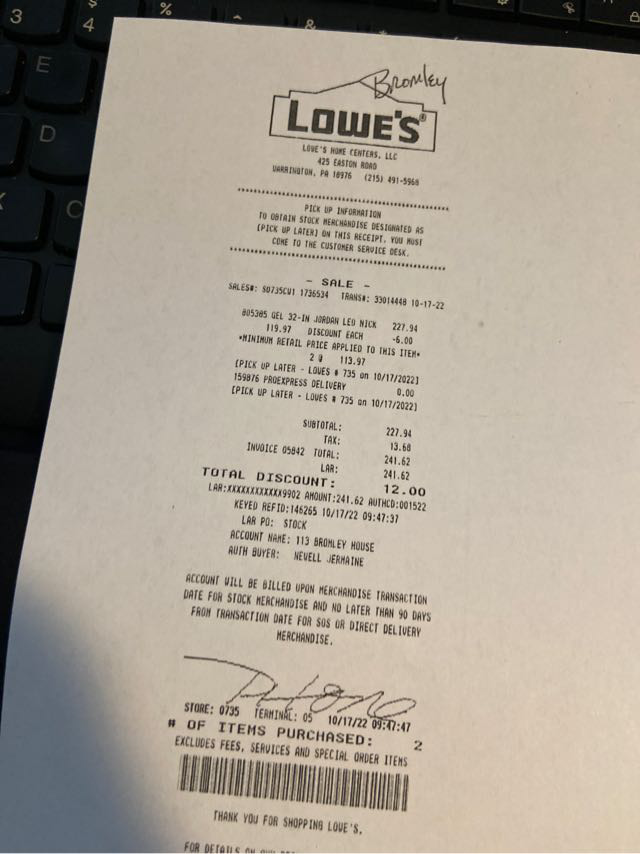 3
$
4
%
&
E
D
C
Bromley
LOWE'S®
LOWE'S HOME CENTERS, LLC
425 EASTON ROAD
WARRINGTON, PA 18976 (215) 491-5968
PICK UP INFORMATION
TO OBTAIN STOCK MERCHANDISE DESIGNATED AS
[PICK UP LATER] ON THIS RECEIPT, YOU MUST
COME TO THE CUSTOMER SERVICE DESK.
- SALE -
SALES#: S0735CW1 1736534 TRANS#: 33014448 10-17-22
805385 GEL 32-IN JORDAN LED NICK 227.94
119.97 DISCOUNT EACH -6.00
*MINIMUM RETAIL PRICE APPLIED TO THIS ITEM*
2 @ 113.97
[PICK UP LATER - LOWES # 735 on 10/17/2022]
159876 PROEXPRESS DELIVERY 0.00
[PICK UP LATER - LOWES # 735 on 10/17/2022]
SUBTOTAL: 227.94
TAX: 13.68
INVOICE 05842 TOTAL: 241.62
LAR: 241.62
TOTAL DISCOUNT: 12.00
LAR:XXXXXXXXXXXX9902 AMOUNT:241.62 AUTHCD:001522
KEYED REFID:146265 10/17/22 09:47:37
LAR PO: STOCK
ACCOUNT NAME: 113 BROMLEY HOUSE
AUTH BUYER: NEVELL JERMAINE
ACCOUNT WILL BE BILLED UPON MERCHANDISE TRANSACTION
DATE FOR STOCK MERCHANDISE AND NO LATER THAN 90 DAYS
FROM TRANSACTION DATE FOR SOS OR DIRECT DELIVERY
MERCHANDISE.
STORE: 0735 TERMINAL: 05 10/17/22 09:47:47
# OF ITEMS PURCHASED: 2
EXCLUDES FEES, SERVICES AND SPECIAL ORDER ITEMS
THANK YOU FOR SHOPPING LOWE'S.
FOR DETAILS ON OUR